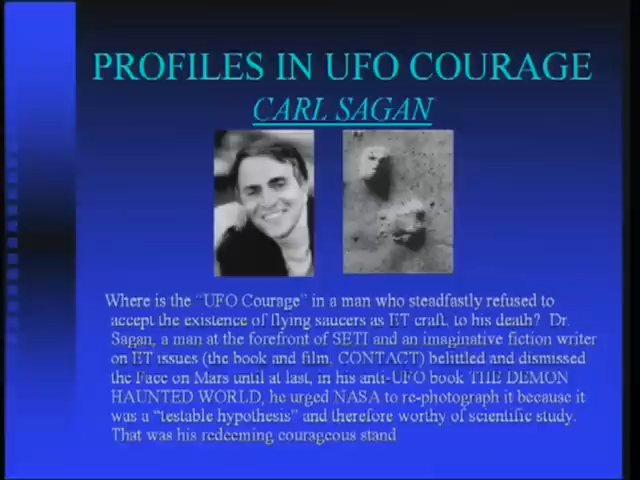 PROFILES IN UFO COURAGE
CARL SAGAN
Where is the "UFO Courage" in a man who steadfastly refused to
accept the existence of flying saucers as ET craft, to his death? Dr.
Sagan, a man at the forefront of SETI and an imaginative fiction writer
on ET issues (the book and film, CONTACT) belittled and dismissed
the Face on Mars until at last, in his anti-UFO book THE DEMON
HAUNTED WORLD, he urged NASA to re-photograph it because it
was a "testable hypothesis" and therefore worthy of scientific study.
That was his redeeming courageous stand